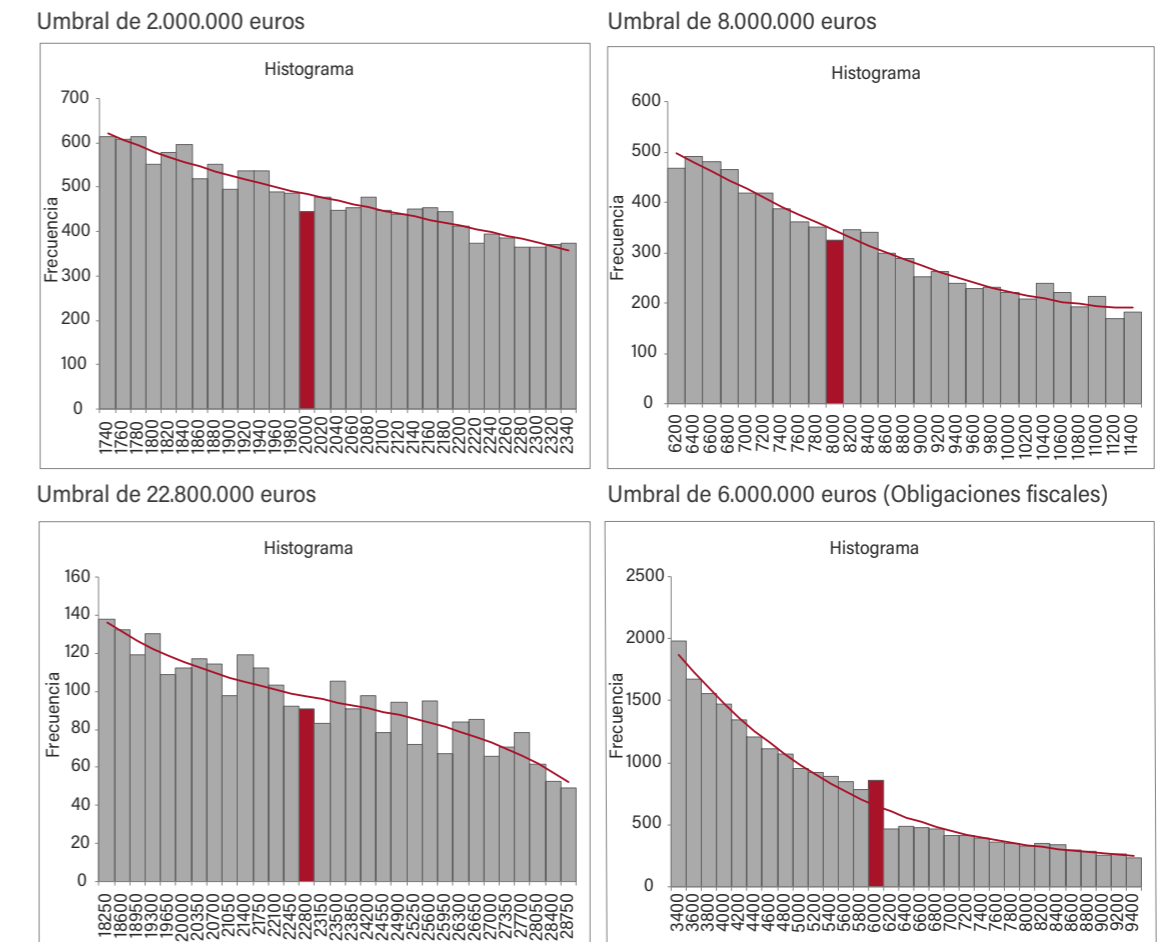 Umbral de 2.000.000 euros
Histograma
Frecuencia
700
600
500
400
300
200
100
0
1740 1760 1780 1800 1820 1840 1860 1880 1900 1920 1940 1960 1980 2000 2020 2040 2060 2080 2100 2120 2140 2160 2180 2200 2220 2240 2260 2280 2300 2320 2340
Umbral de 8.000.000 euros
Histograma
Frecuencia
600
500
400
300
200
100
0
6200 6400 6600 6800 7000 7200 7400 7600 7800 8000 8200 8400 8600 8800 9000 9200 9400 9600 9800 10000 10200 10400 10600 10800 11000 11200 11400
Umbral de 22.800.000 euros
Histograma
Frecuencia
160
140
120
100
80
60
40
20
0
18250 18600 18950 19300 19650 20000 20350 20700 21050 21400 21750 22100 22450 22800 23150 23500 23850 24200 24550 24900 25250 25600 25950 26300 26650 27000 27350 27700 28050 28400 28750
Umbral de 6.000.000 euros (Obligaciones fiscales)
Histograma
Frecuencia
2500
2000
1500
1000
500
0
3400 3600 3800 4000 4200 4400 4600 4800 5000 5200 5400 5600 5800 6000 6200 6400 6600 6800 7000 7200 7400 7600 7800 8000 8200 8400 8600 8800 9000 9200 9400